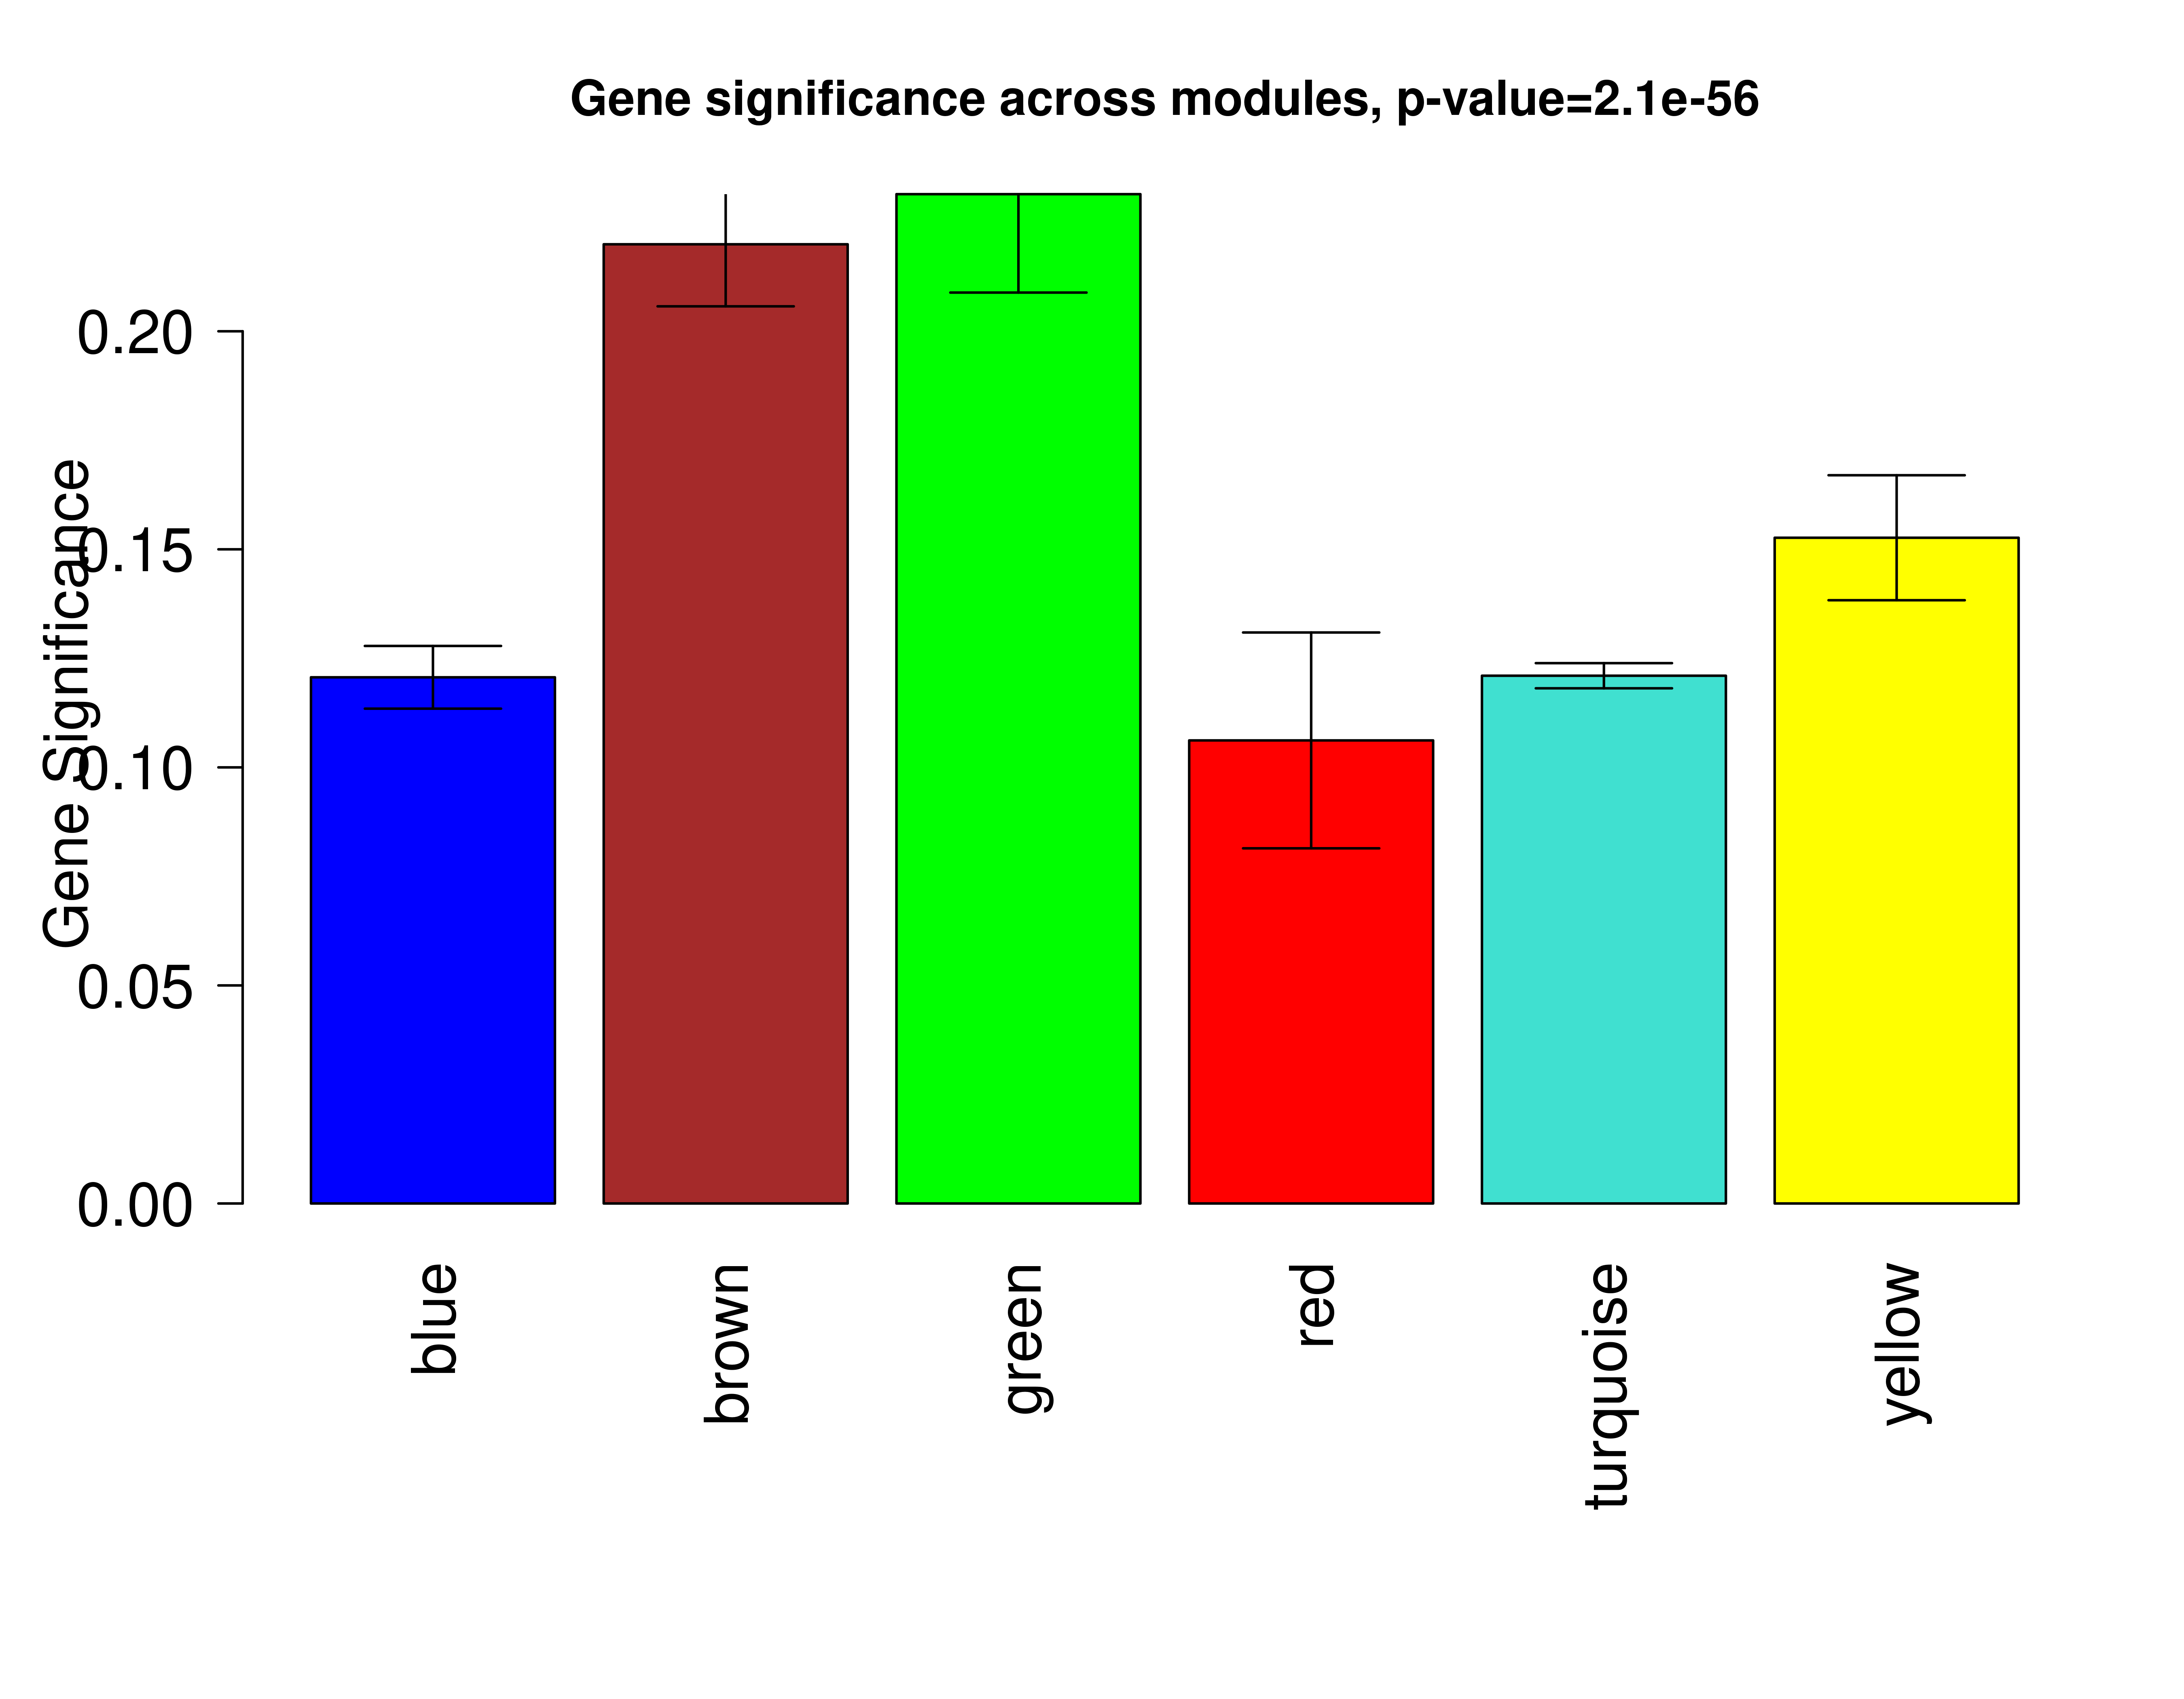 Gene significance across modules, p-value=2.1e-56
Gene Significance
0.20
0.15
0.10
0.05
0.00
blue
brown
green
red
turquoise
yellow